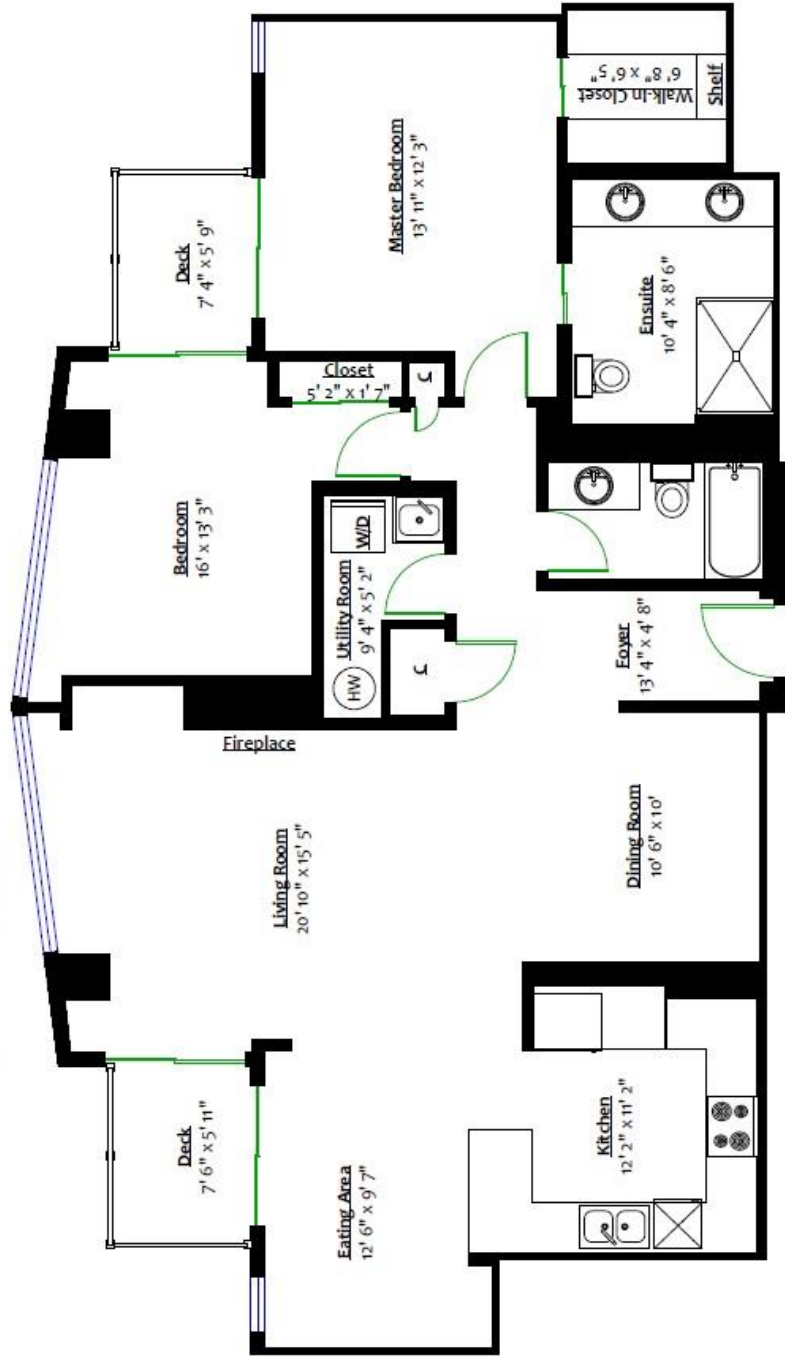 Deck
7' 4" x 5' 9"
Master Bedroom
13' 11" x 12' 3"
6' 8" x 6' 5"
Walk-In Closet
Shelf
Bedroom
16' x 13' 3"
Closet
5' 2" x 1' 7"
CL
Ensuite
10' 4" x 8' 6"
W/D
Utility Room
9' 4" x 5' 2"
HW
CL
Foyer
13' 4" x 4' 8"
Fireplace
Living Room
20' 10" x 15' 5"
Dining Room
10' 6" x 10'
Deck
7' 6" x 5' 11"
Eating Area
12' 6" x 9' 7"
Kitchen
12' 2" x 11' 2"